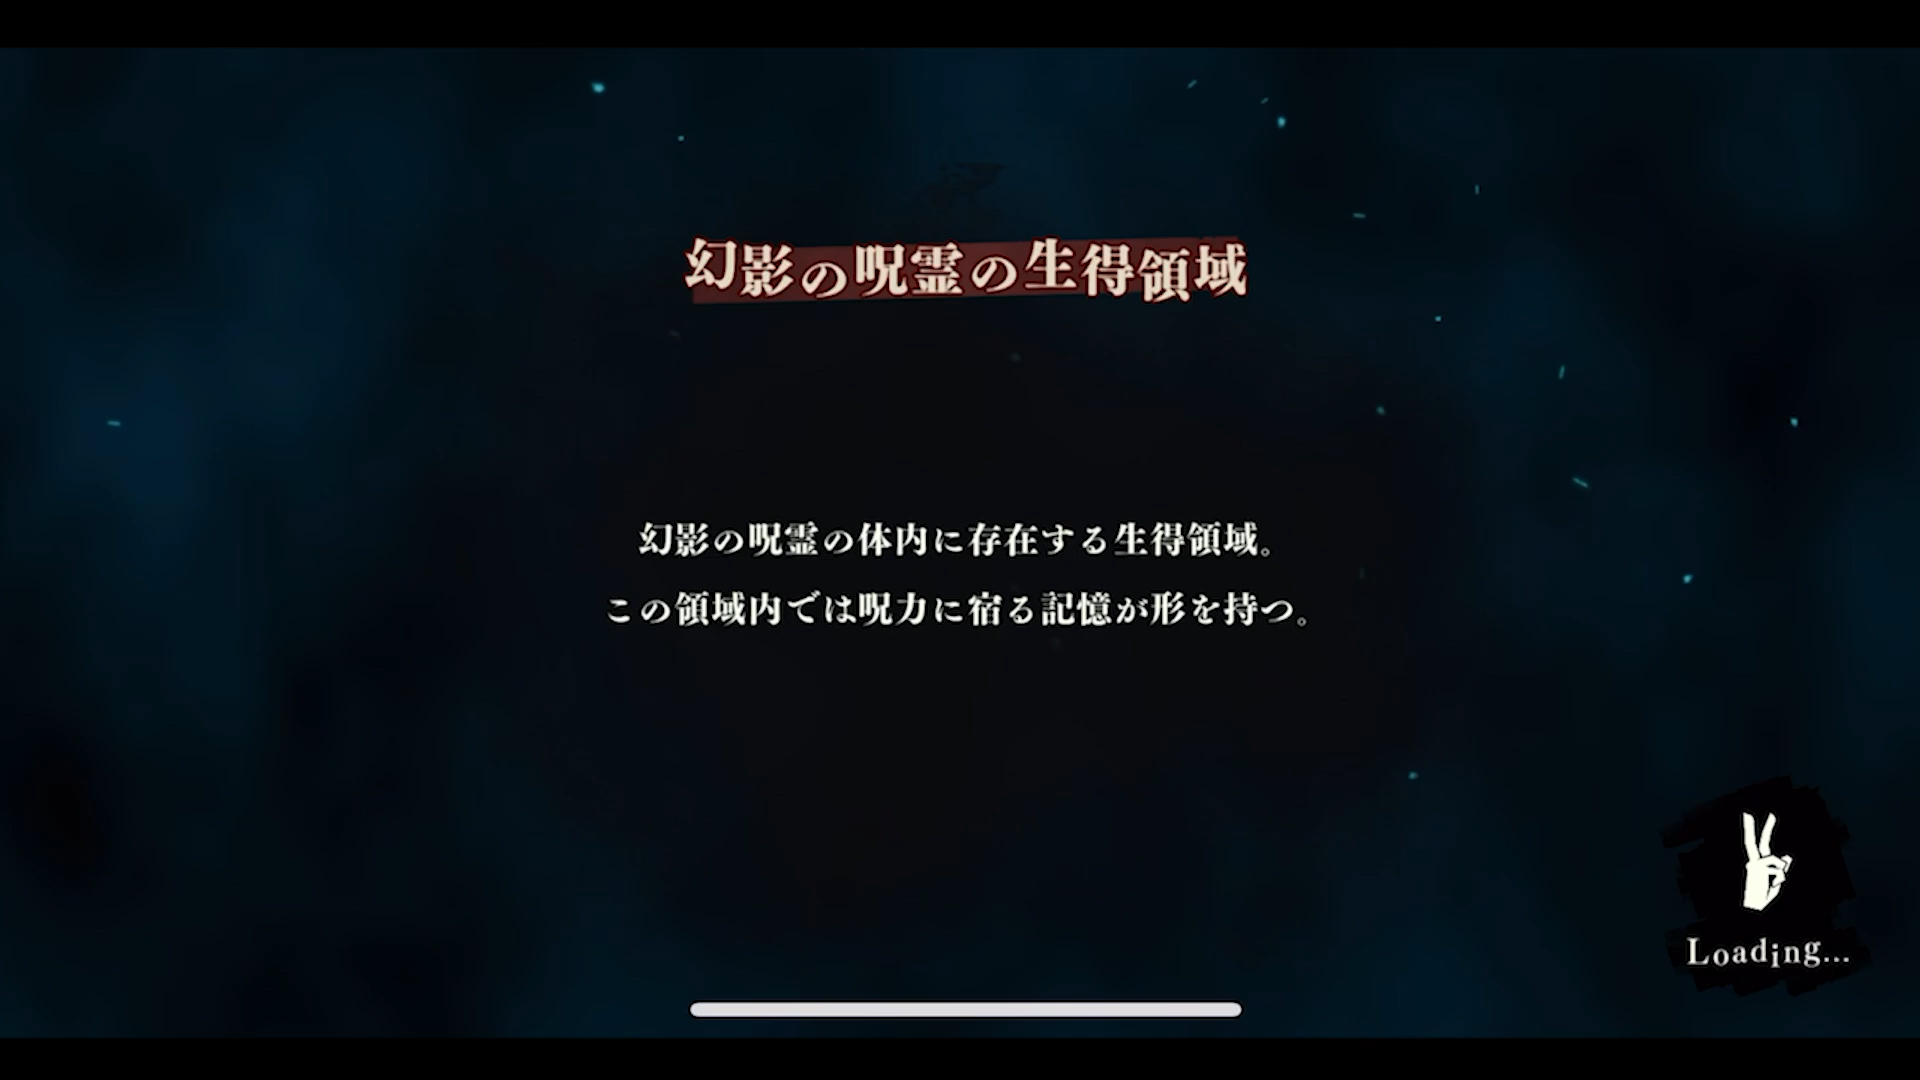 幻影の呪霊の生得領域
幻影の呪霊の体内に存在する生得領域。
この領域内では呪力に宿る記憶が形を持つ。
Loading...